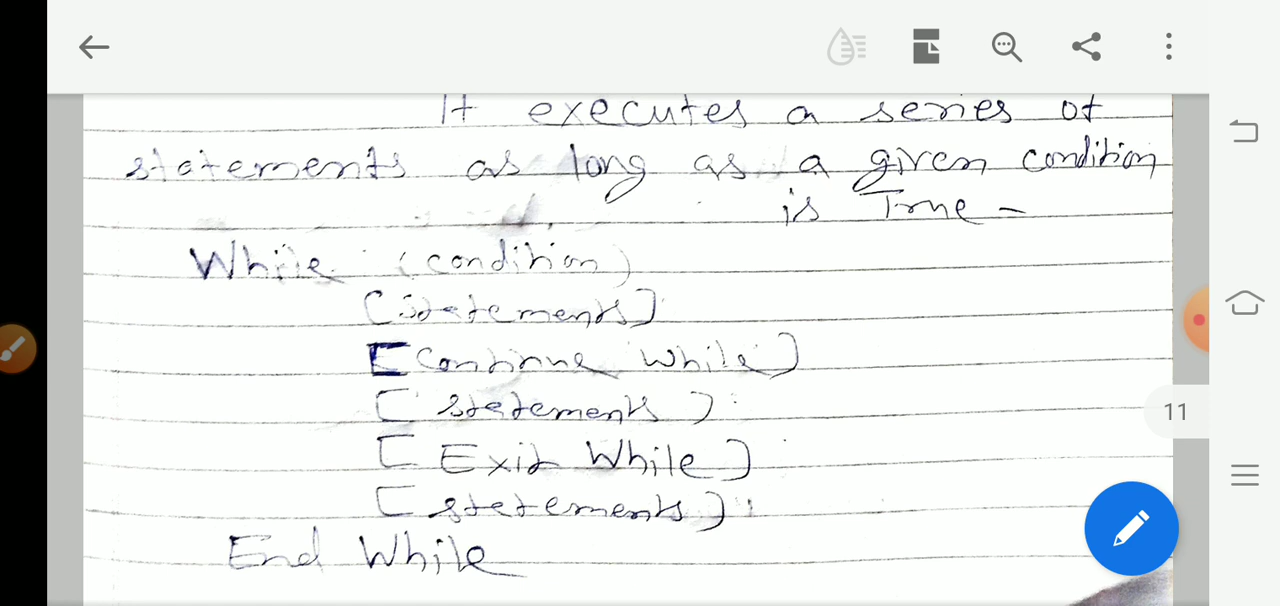 It executes a series of
statements as long as a given condition
is True -
While (condition)
[statements]
[Continue While]
[statements]
[Exit While]
[statements]
End While
11